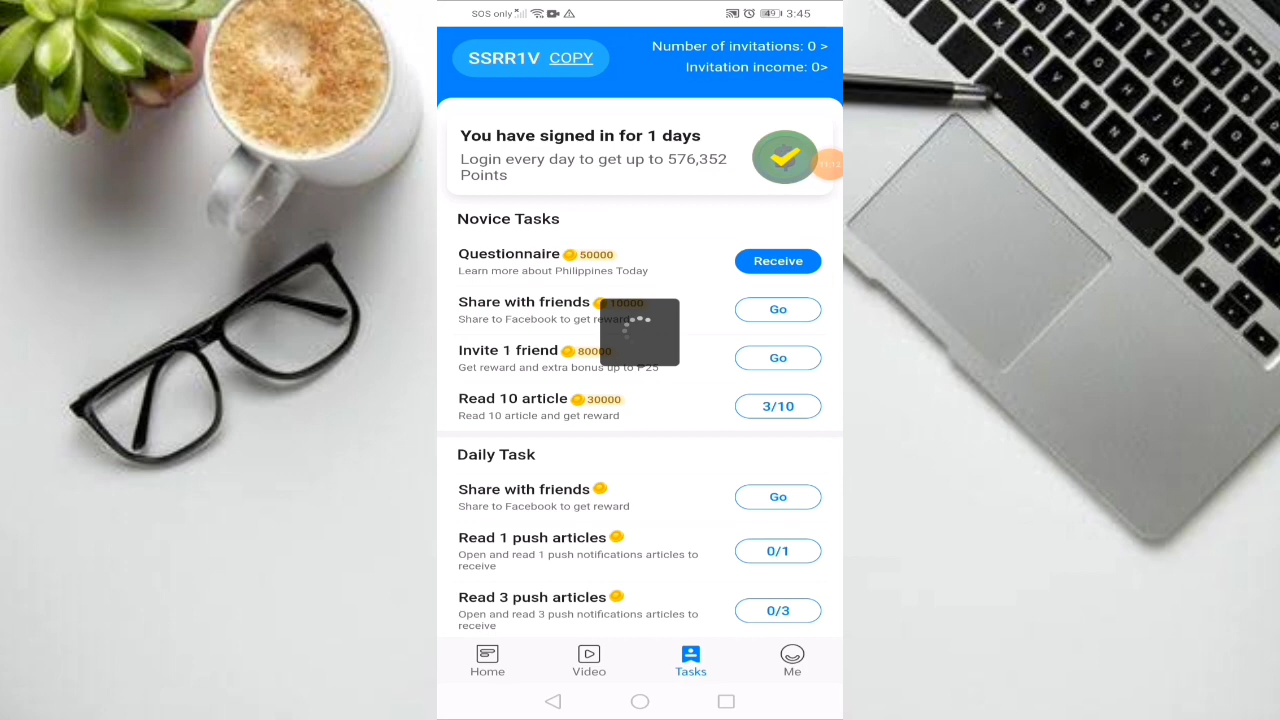 SOS only 49 3:45
SSRR1V COPY
Number of invitations: 0 >
Invitation income: 0>
You have signed in for 1 days
Login every day to get up to 576,352
Points
Novice Tasks
Questionnaire 50000
Learn more about Philippines Today
Receive
Share with friends 10000
Share to Facebook to get reward
Go
Invite 1 friend 80000
Get reward and extra bonus up to ₱25
Go
Read 10 article 30000
Read 10 article and get reward
3/10
Daily Task
Share with friends
Share to Facebook to get reward
Go
Read 1 push articles
Open and read 1 push notifications articles to
receive
0/1
Read 3 push articles
Open and read 3 push notifications articles to
receive
0/3
Home Video Tasks Me